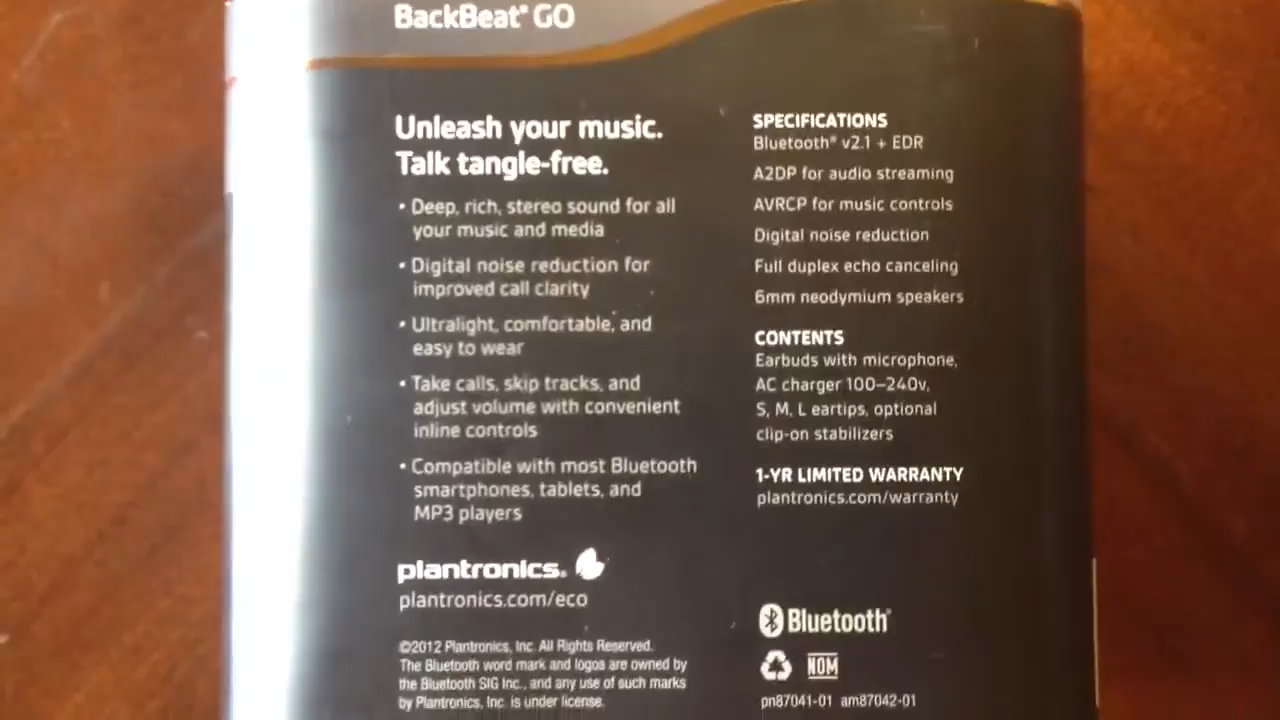 BackBeat® GO
Unleash your music.
Talk tangle-free.
• Deep, rich, stereo sound for all
your music and media
• Digital noise reduction for
improved call clarity
• Ultralight, comfortable, and
easy to wear
• Take calls, skip tracks, and
adjust volume with convenient
inline controls
• Compatible with most Bluetooth
smartphones, tablets, and
MP3 players
plantronics.
plantronics.com/eco
©2012 Plantronics, Inc. All Rights Reserved.
The Bluetooth word mark and logos are owned by
the Bluetooth SIG Inc., and any use of such marks
by Plantronics, Inc. is under license.
SPECIFICATIONS
Bluetooth® v2.1 + EDR
A2DP for audio streaming
AVRCP for music controls
Digital noise reduction
Full duplex echo canceling
6mm neodymium speakers
CONTENTS
Earbuds with microphone,
AC charger 100–240v,
S, M, L eartips, optional
clip-on stabilizers
1-YR LIMITED WARRANTY
plantronics.com/warranty
Bluetooth®
NOM
pn87041-01 am87042-01